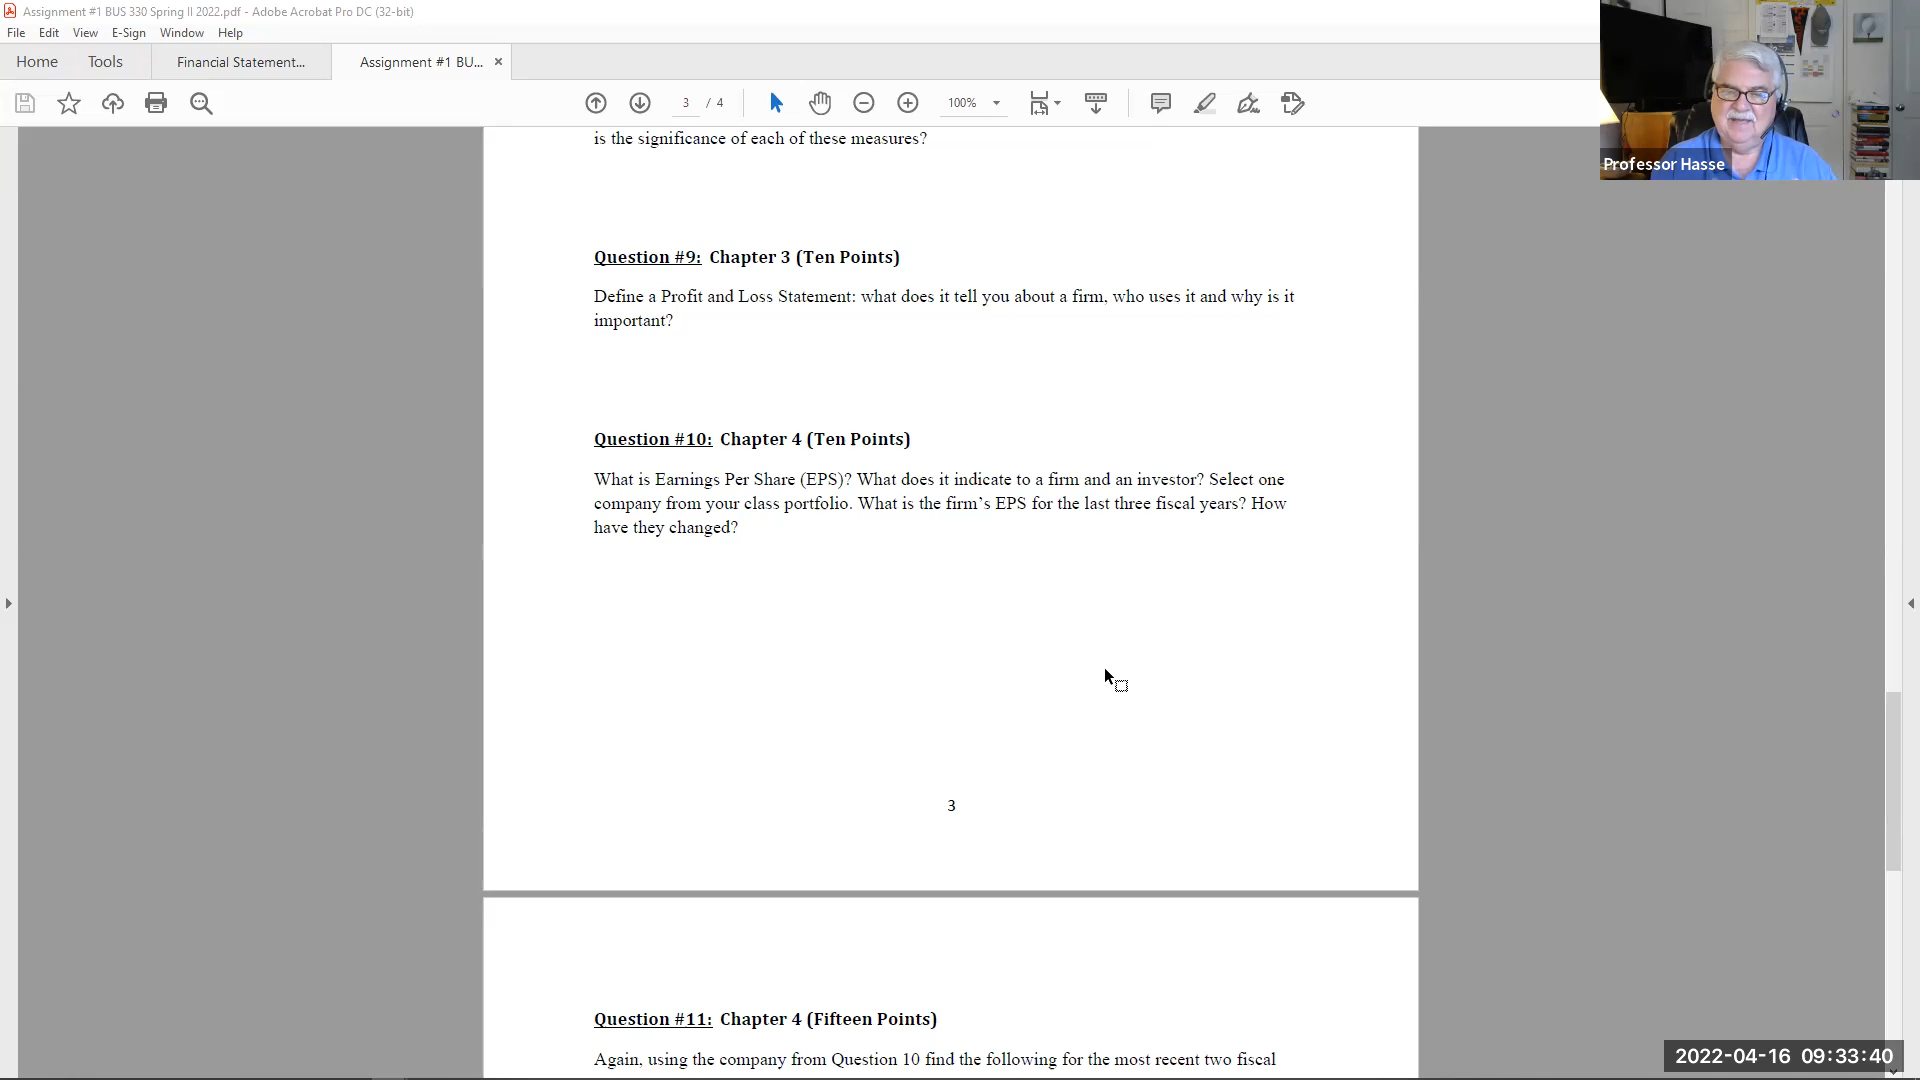 Assignment #1 BUS 330 Spring II 2022.pdf - Adobe Acrobat Pro DC (32-bit)
File Edit View E-Sign Window Help
Home Tools Financial Statement... Assignment #1 BU... ×
3 / 4 100%
Professor Hasse
is the significance of each of these measures?
Question #9: Chapter 3 (Ten Points)
Define a Profit and Loss Statement: what does it tell you about a firm, who uses it and why is it
important?
Question #10: Chapter 4 (Ten Points)
What is Earnings Per Share (EPS)? What does it indicate to a firm and an investor? Select one
company from your class portfolio. What is the firm’s EPS for the last three fiscal years? How
have they changed?
3
Question #11: Chapter 4 (Fifteen Points)
Again, using the company from Question 10 find the following for the most recent two fiscal
2022-04-16 09:33:40